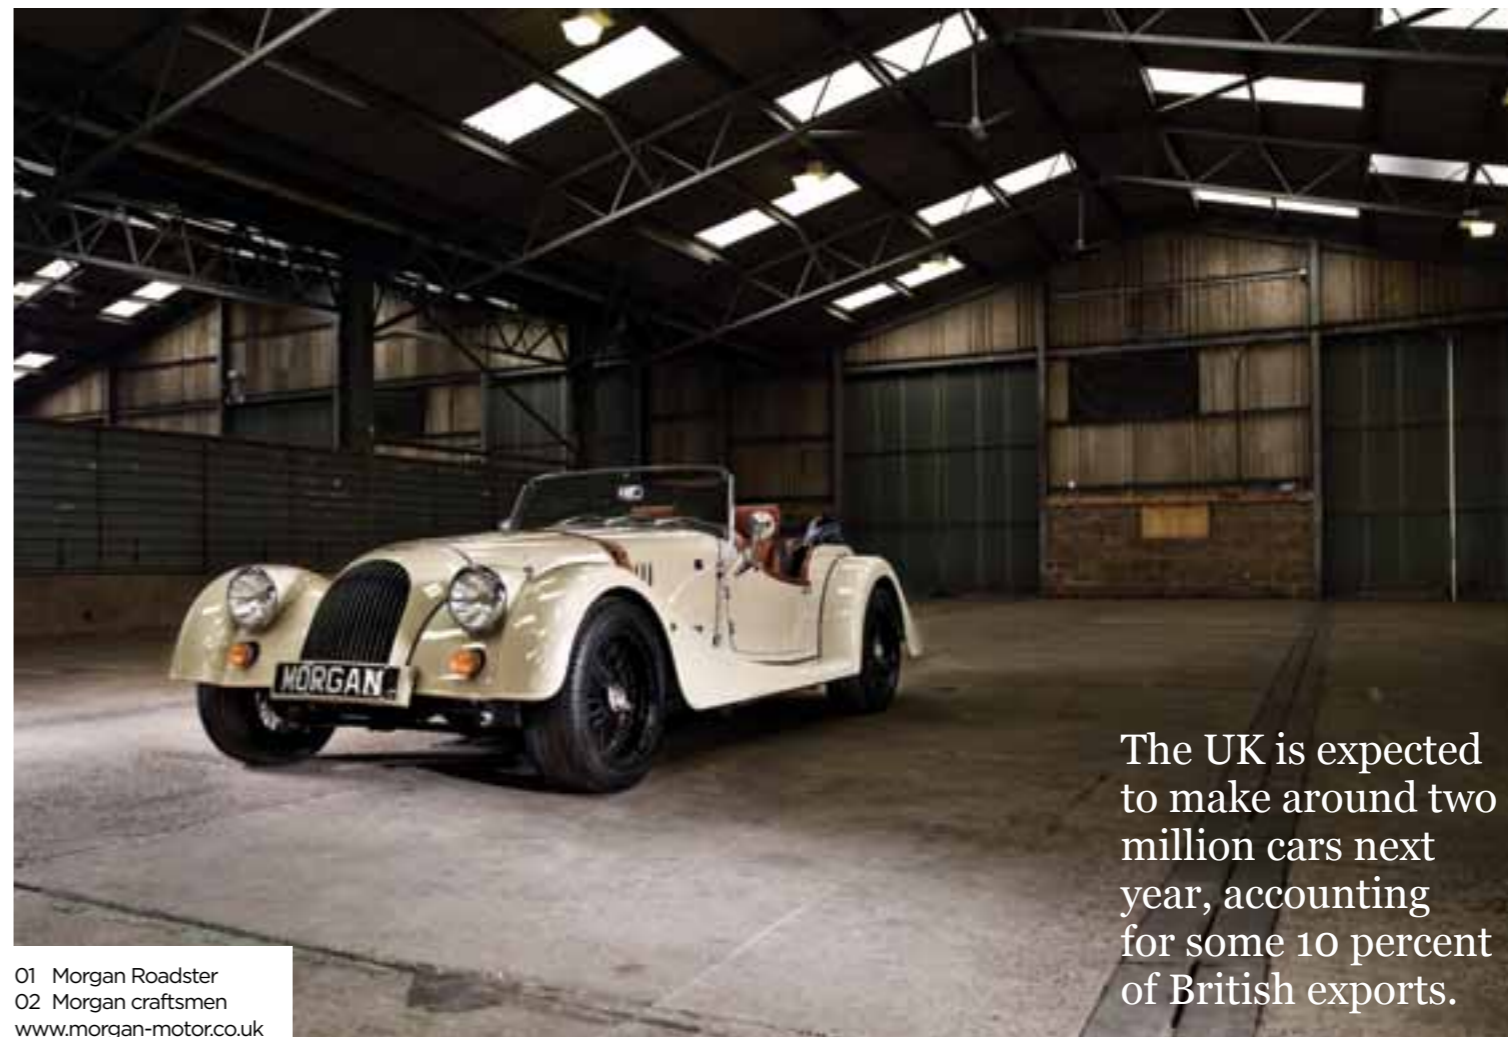 MORGAN
The UK is expected
to make around two
million cars next
year, accounting
for some 10 percent
of British exports.
01 Morgan Roadster
02 Morgan craftsmen
www.morgan-motor.co.uk